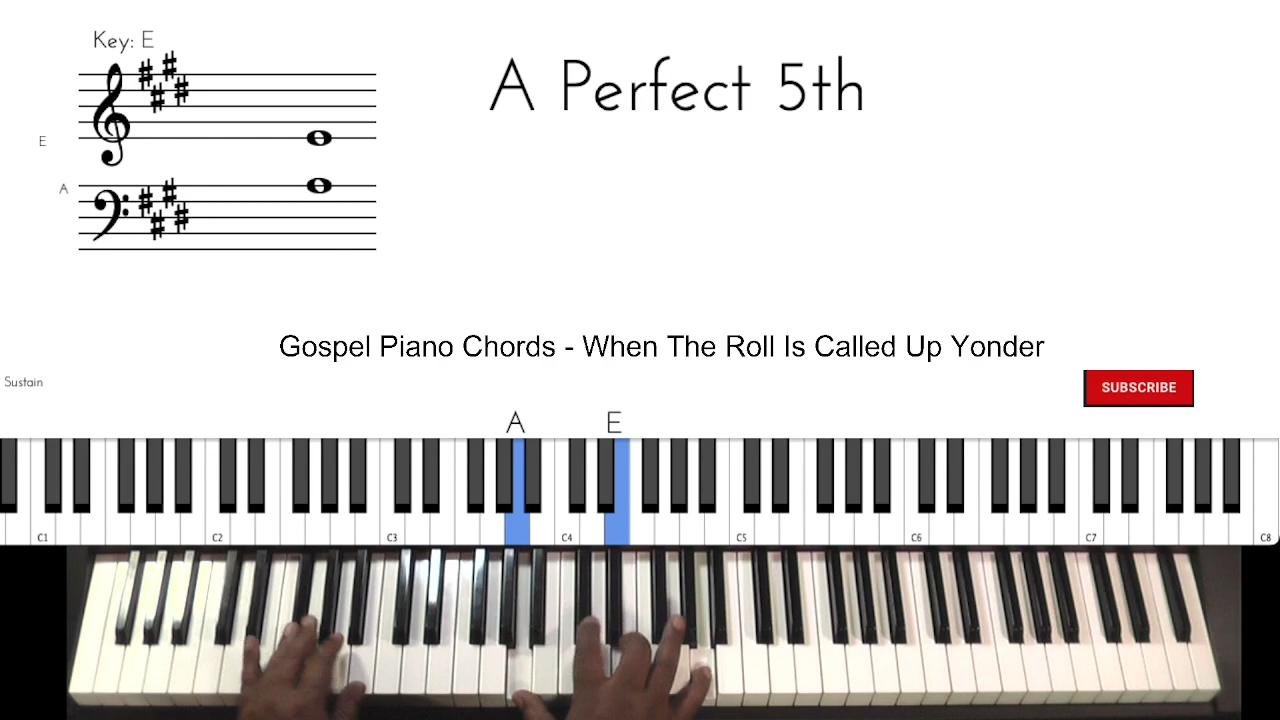 Key: E
A Perfect 5th
E
A
Gospel Piano Chords - When The Roll Is Called Up Yonder
Sustain
SUBSCRIBE
A E
C1 C2 C3 C4 C5 C6 C7 C8